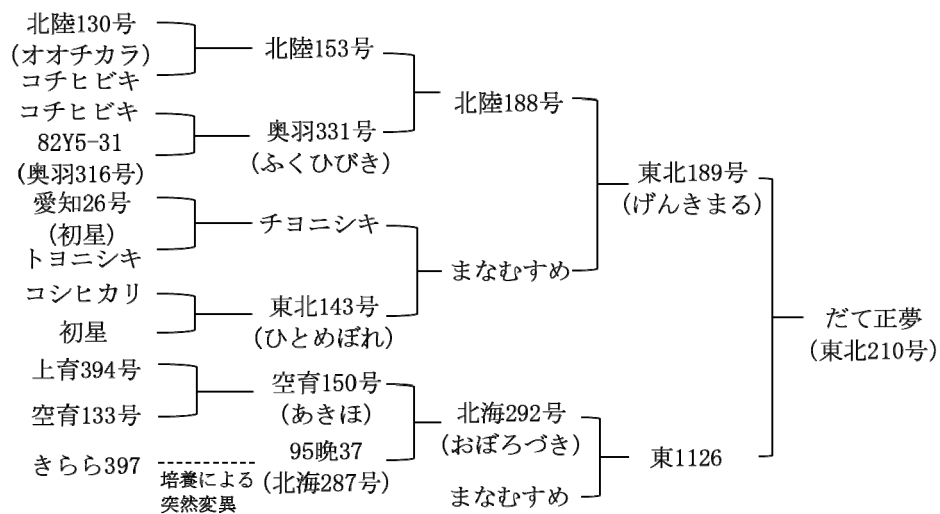 北陸130号
(オオチカラ)
コチヒビキ
コチヒビキ
82Y5-31
(奥羽316号)
愛知26号
(初星)
トヨニシキ
コシヒカリ
初星
上育394号
空育133号
きらら397
培養による
突然変異
北陸153号
奥羽331号
(ふくひびき)
チヨニシキ
東北143号
(ひとめぼれ)
空育150号
(あきほ)
95晩37
(北海287号)
北陸188号
まなむすめ
北海292号
(おぼろづき)
まなむすめ
東北189号
(げんきまる)
東1126
だて正夢
(東北210号)